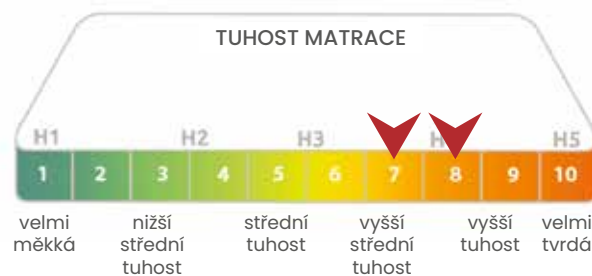 TUHOST MATRACE
H1 H2 H3 H H5
1 2 3 4 5 6 7 8 9 10
velmi měkká
nižší střední tuhost
střední tuhost
vyšší střední tuhost
vyšší tuhost
velmi tvrdá